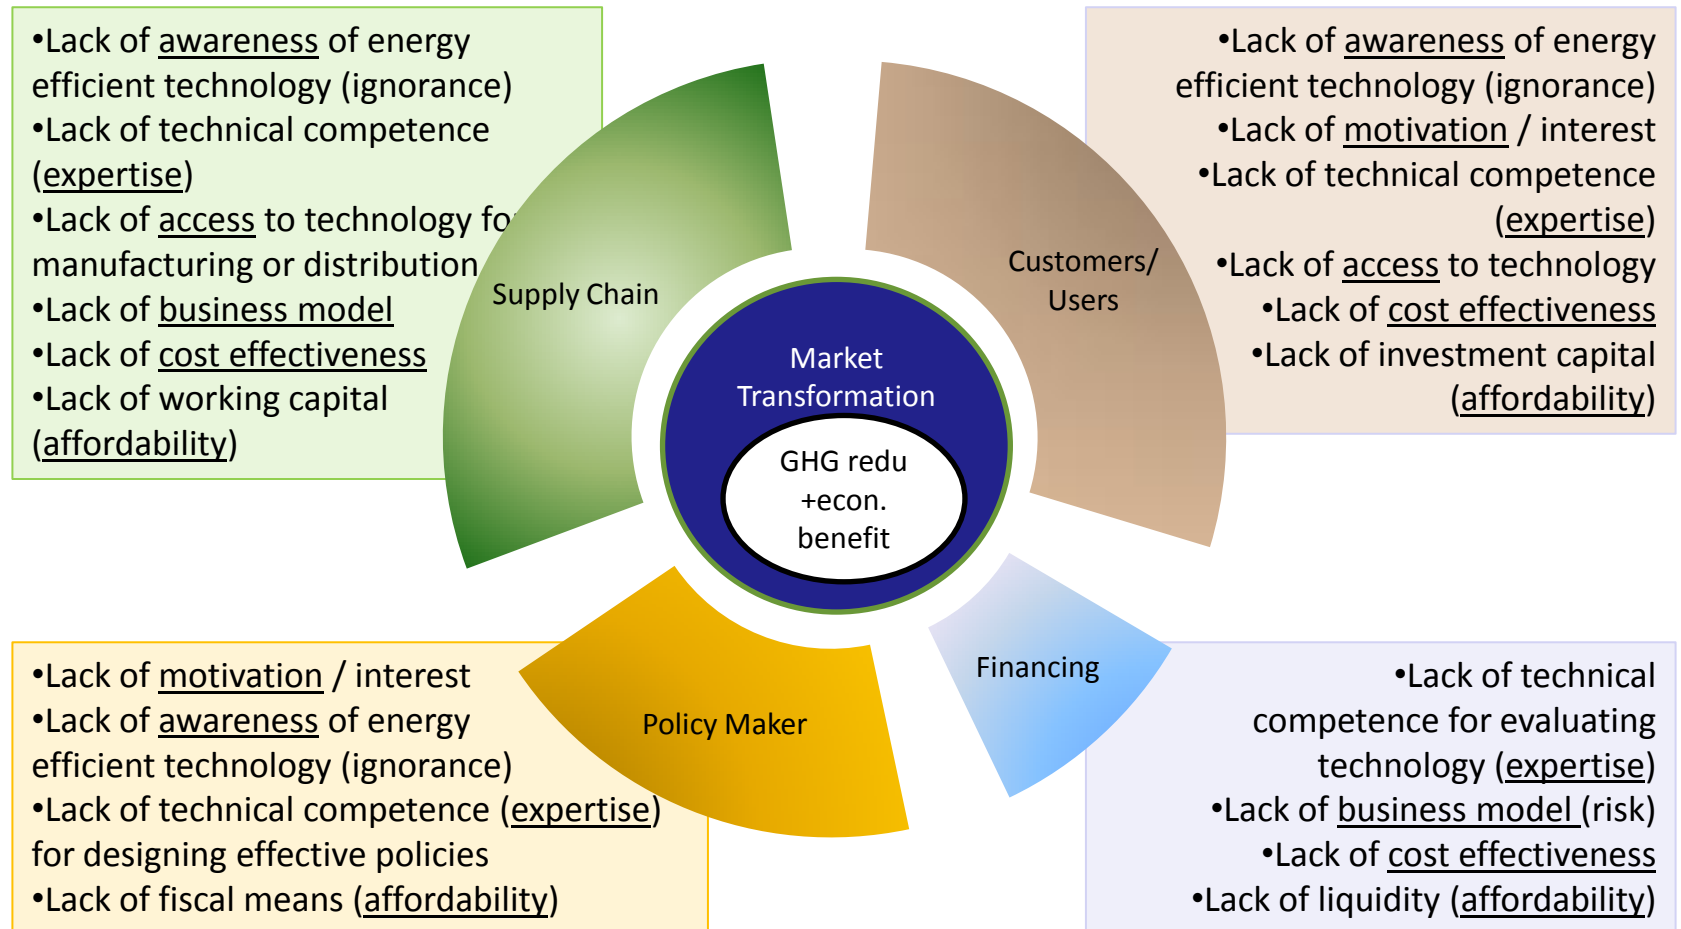 •Lack of awareness of energy
efficient technology (ignorance)
•Lack of technical competence
(expertise)
•Lack of access to technology fo
manufacturing or distribution
•Lack of business model
•Lack of cost effectiveness
•Lack of working capital
(affordability)
Supply Chain
•Lack of awareness of energy
efficient technology (ignorance)
•Lack of motivation / interest
•Lack of technical competence
(expertise)
•Lack of access to technology
•Lack of cost effectiveness
•Lack of investment capital
(affordability)
Customers/
Users
Market
Transformation
GHG redu
+econ.
benefit
•Lack of motivation / interest
•Lack of awareness of energy
efficient technology (ignorance)
•Lack of technical competence (expertise)
for designing effective policies
•Lack of fiscal means (affordability)
Policy Maker
Financing
•Lack of technical
competence for evaluating
technology (expertise)
•Lack of business model (risk)
•Lack of cost effectiveness
•Lack of liquidity (affordability)